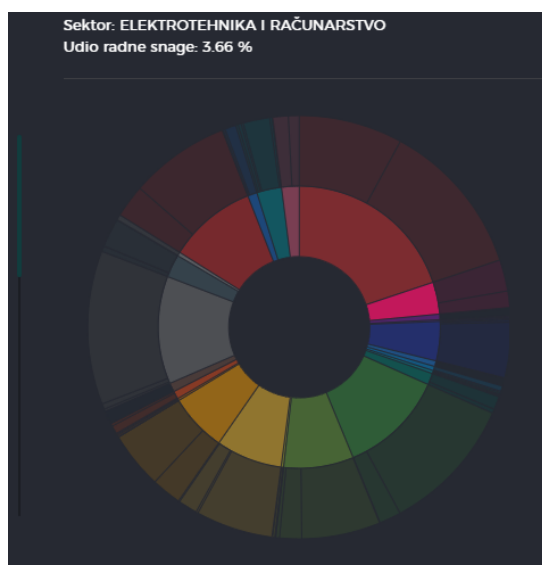 Sektor: ELEKTROTEHNIKA I RAČUNARSTVO
Udio radne snage: 3.66 %